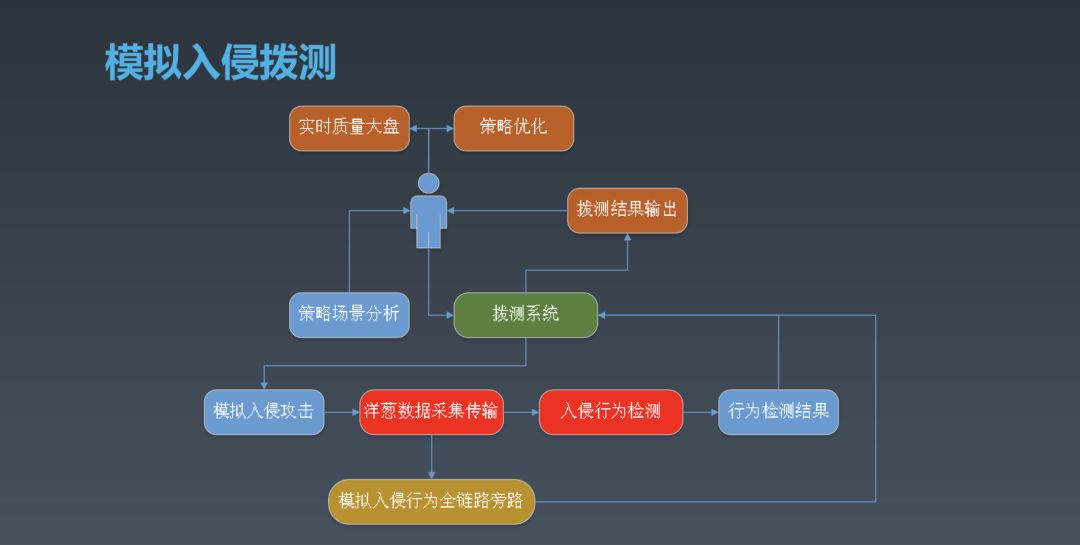 模拟入侵拨测
实时质量大盘
策略优化
拨测结果输出
策略场景分析
拨测系统
模拟入侵攻击
洋葱数据采集传输
入侵行为检测
行为检测结果
模拟入侵行为全链路旁路